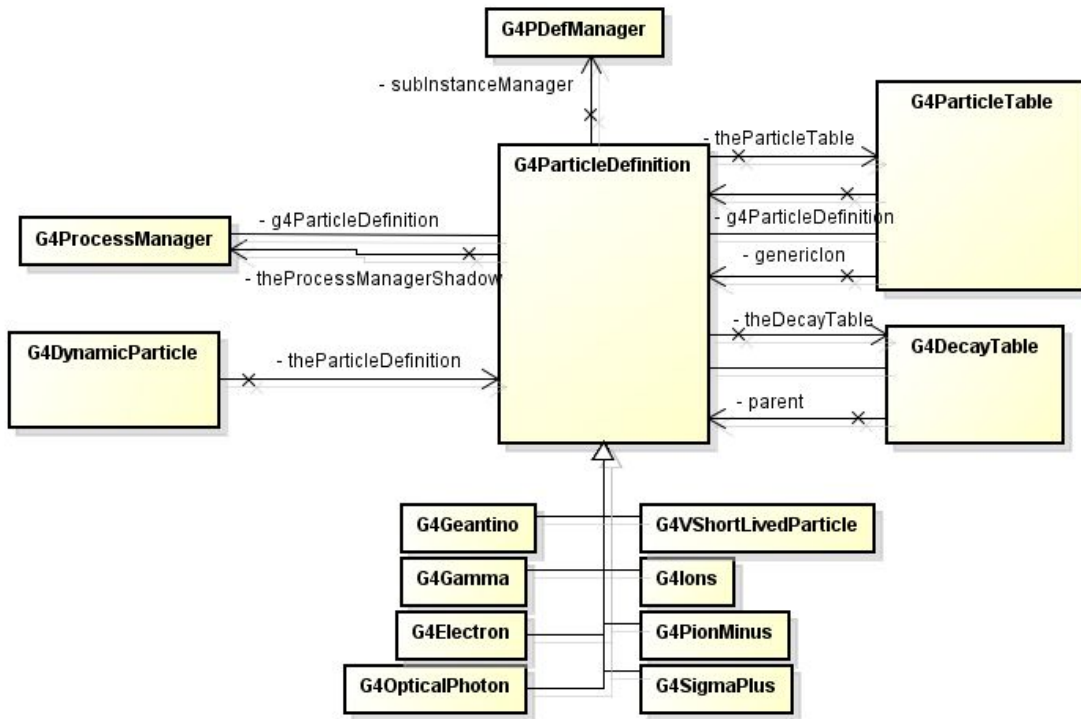 G4PDefManager
- subInstanceManager
G4ParticleTable
- theParticleTable
G4ParticleDefinition
- g4ParticleDefinition
- g4ParticleDefinition
G4ProcessManager
- genericIon
- theProcessManagerShadow
- theDecayTable
G4DynamicParticle
G4DecayTable
- theParticleDefinition
- parent
G4Geantino
G4VShortLivedParticle
G4Gamma
G4Ions
G4Electron
G4PionMinus
G4OpticalPhoton
G4SigmaPlus